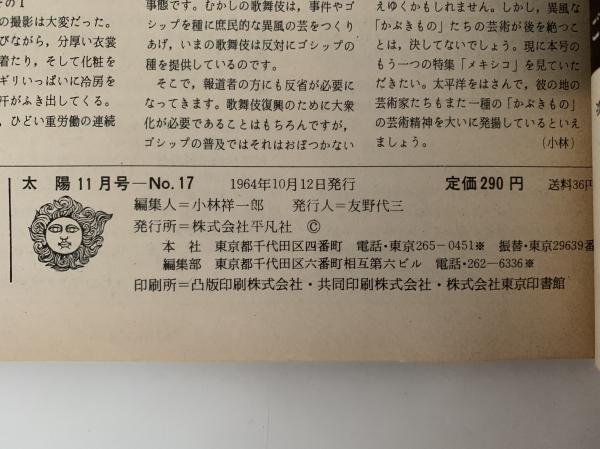 の撮影は大変だった。
びながら、分厚い衣裳
着たり、そして化粧を
ギリいっぱいに冷房を
汗がふき出してくる。
，ひどい重労働の連続
事態です。むかしの歌舞伎は、事件やゴ
シップを種に庶民的な異風の芸をつくり
あげ，いまの歌舞伎は反対にゴシップの
種を提供しているのです。
そこで，報道者の方にも反省が必要に
なってきます。歌舞伎復興のために大衆
化が必要であることはもちろんですが，
ゴシップの普及ではそれはおぼつかない
えゆくかもしれません。しかし，異風な
「かぶきもの」たちの芸術が後を絶つこ
とは，決してないでしょう。現に本号の
もう一つの特集「メキシコ」を見ていた
だきたい。太平洋をはさんで，彼の地の
芸術家たちもまた一種の「かぶきもの」
の芸術精神を大いに発揚しているといえ
ましょう。 (小林)
太 陽 11月号—No.17 1964年10月12日発行 定価290円 送料36円
編集人＝小林祥一郎 発行人＝友野代三
発行所＝株式会社平凡社 Ⓒ
本 社 東京都千代田区四番町 電話・東京265—0451※ 振替・東京29639番
編集部 東京都千代田区六番町相互第六ビル 電話・262—6336※
印刷所＝凸版印刷株式会社・共同印刷株式会社・株式会社東京印書館